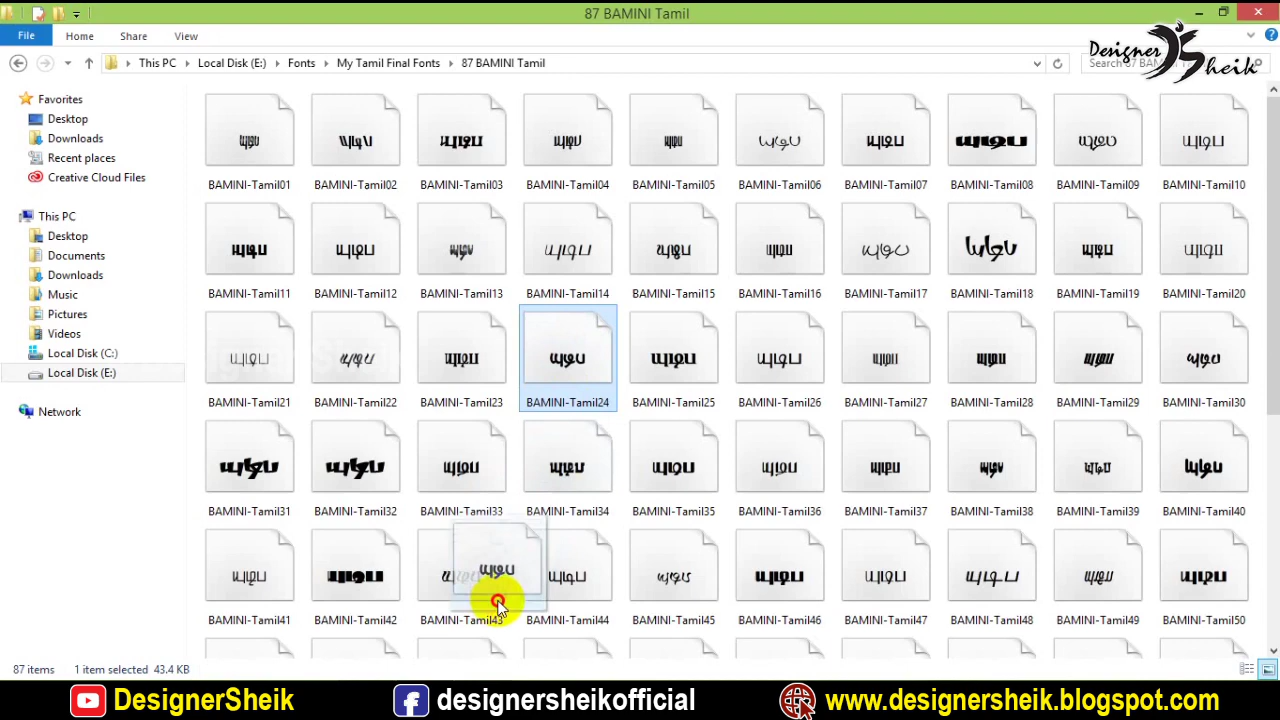 87 BAMINI Tamil
File Home Share View
Designer Sheik
This PC Local Disk (E:) Fonts My Tamil Final Fonts 87 BAMINI Tamil
Search 87 B
Favorites
Desktop
Downloads
Recent places
Creative Cloud Files
This PC
Desktop
Documents
Downloads
Music
Pictures
Videos
Local Disk (C:)
Local Disk (E:)
Network
BAMINI-Tamil01 BAMINI-Tamil02 BAMINI-Tamil03 BAMINI-Tamil04 BAMINI-Tamil05 BAMINI-Tamil06 BAMINI-Tamil07 BAMINI-Tamil08 BAMINI-Tamil09 BAMINI-Tamil10
BAMINI-Tamil11 BAMINI-Tamil12 BAMINI-Tamil13 BAMINI-Tamil14 BAMINI-Tamil15 BAMINI-Tamil16 BAMINI-Tamil17 BAMINI-Tamil18 BAMINI-Tamil19 BAMINI-Tamil20
BAMINI-Tamil21 BAMINI-Tamil22 BAMINI-Tamil23 BAMINI-Tamil24 BAMINI-Tamil25 BAMINI-Tamil26 BAMINI-Tamil27 BAMINI-Tamil28 BAMINI-Tamil29 BAMINI-Tamil30
BAMINI-Tamil31 BAMINI-Tamil32 BAMINI-Tamil33 BAMINI-Tamil34 BAMINI-Tamil35 BAMINI-Tamil36 BAMINI-Tamil37 BAMINI-Tamil38 BAMINI-Tamil39 BAMINI-Tamil40
BAMINI-Tamil41 BAMINI-Tamil42 BAMINI-Tamil43 BAMINI-Tamil44 BAMINI-Tamil45 BAMINI-Tamil46 BAMINI-Tamil47 BAMINI-Tamil48 BAMINI-Tamil49 BAMINI-Tamil50
87 items 1 item selected 43.4 KB
DesignerSheik designersheikofficial www.designersheik.blogspot.com